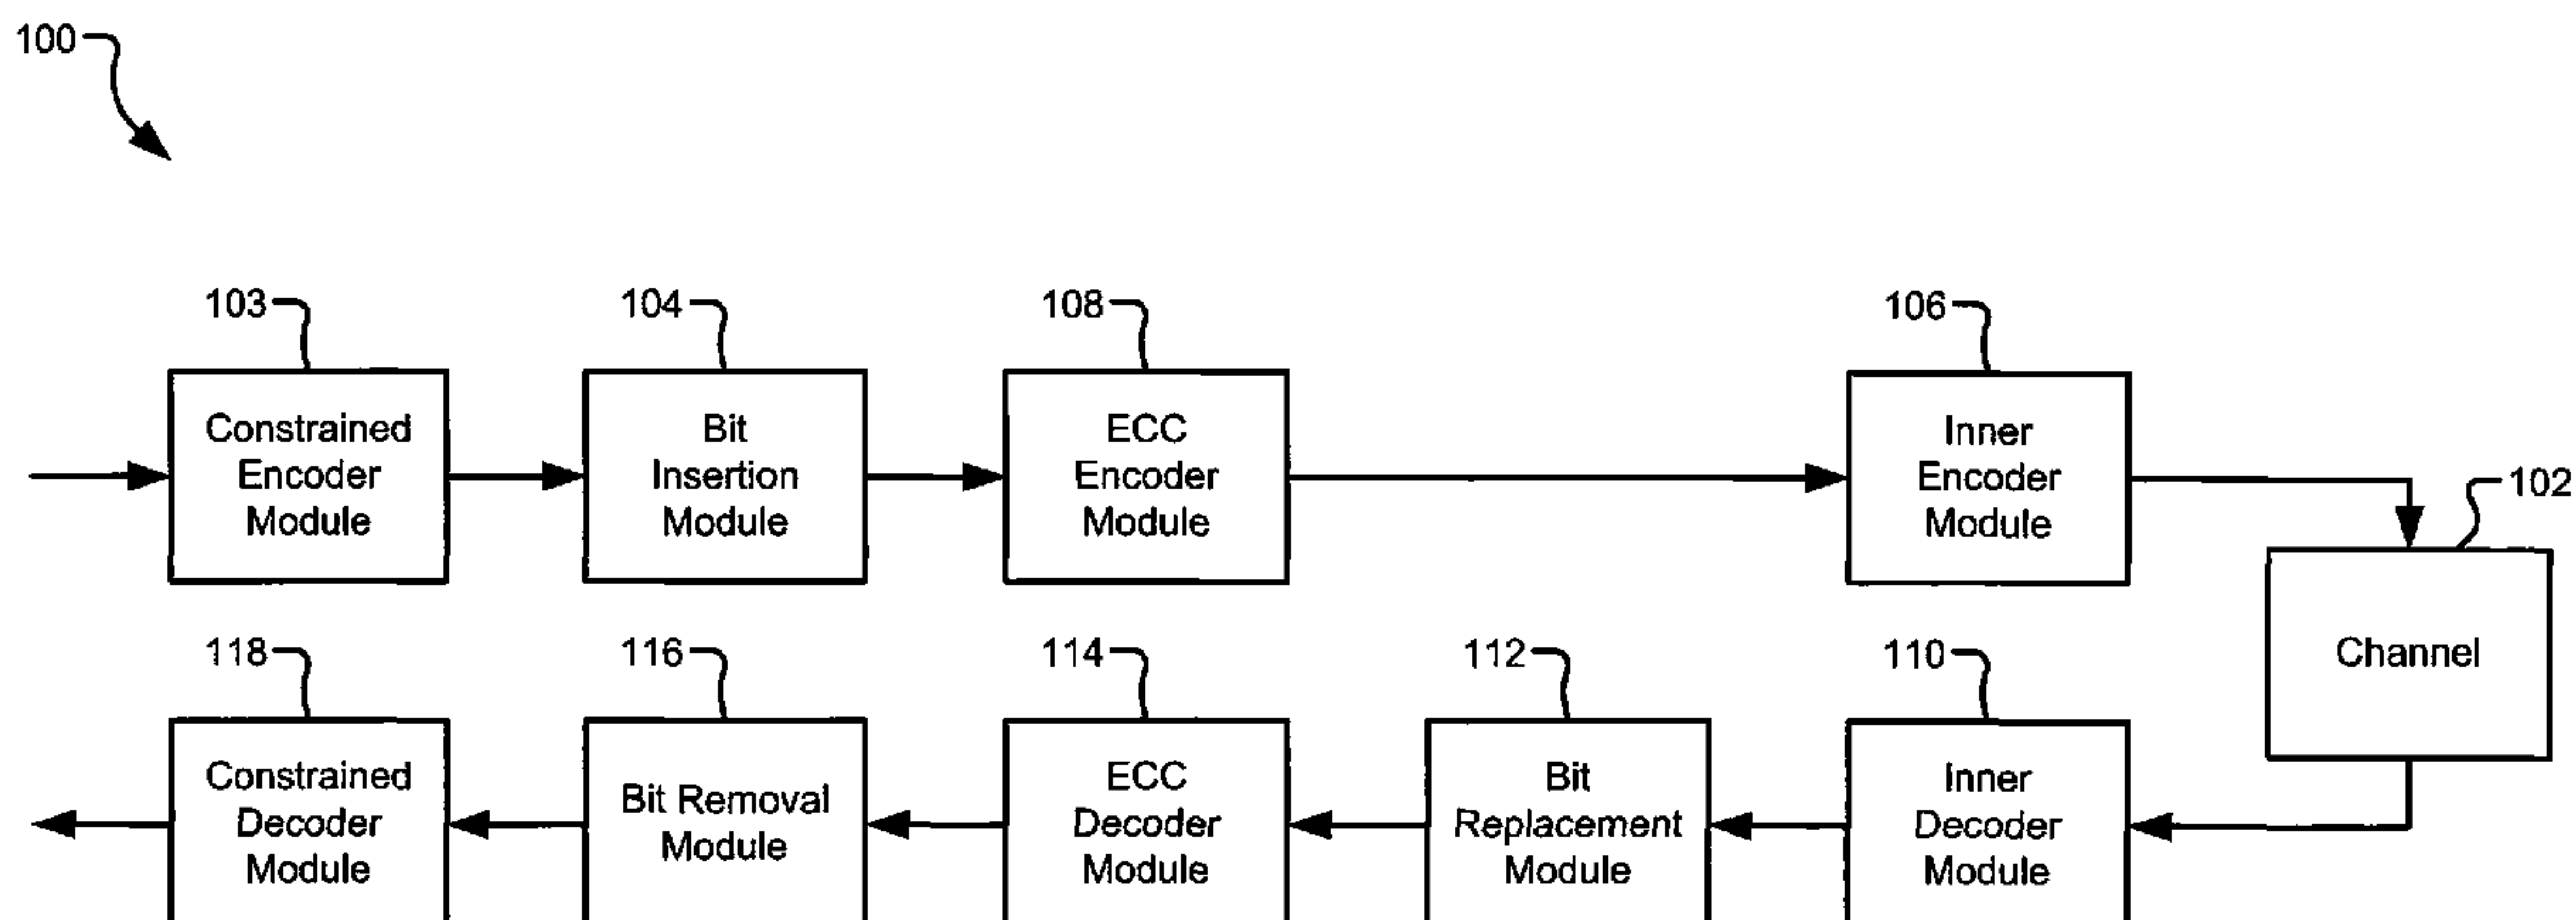 100
103
104
108
106
Constrained
Encoder
Module
Bit
Insertion
Module
ECC
Encoder
Module
Inner
Encoder
Module
102
Channel
118
116
114
112
110
Constrained
Decoder
Module
Bit Removal
Module
ECC
Decoder
Module
Bit
Replacement
Module
Inner
Decoder
Module